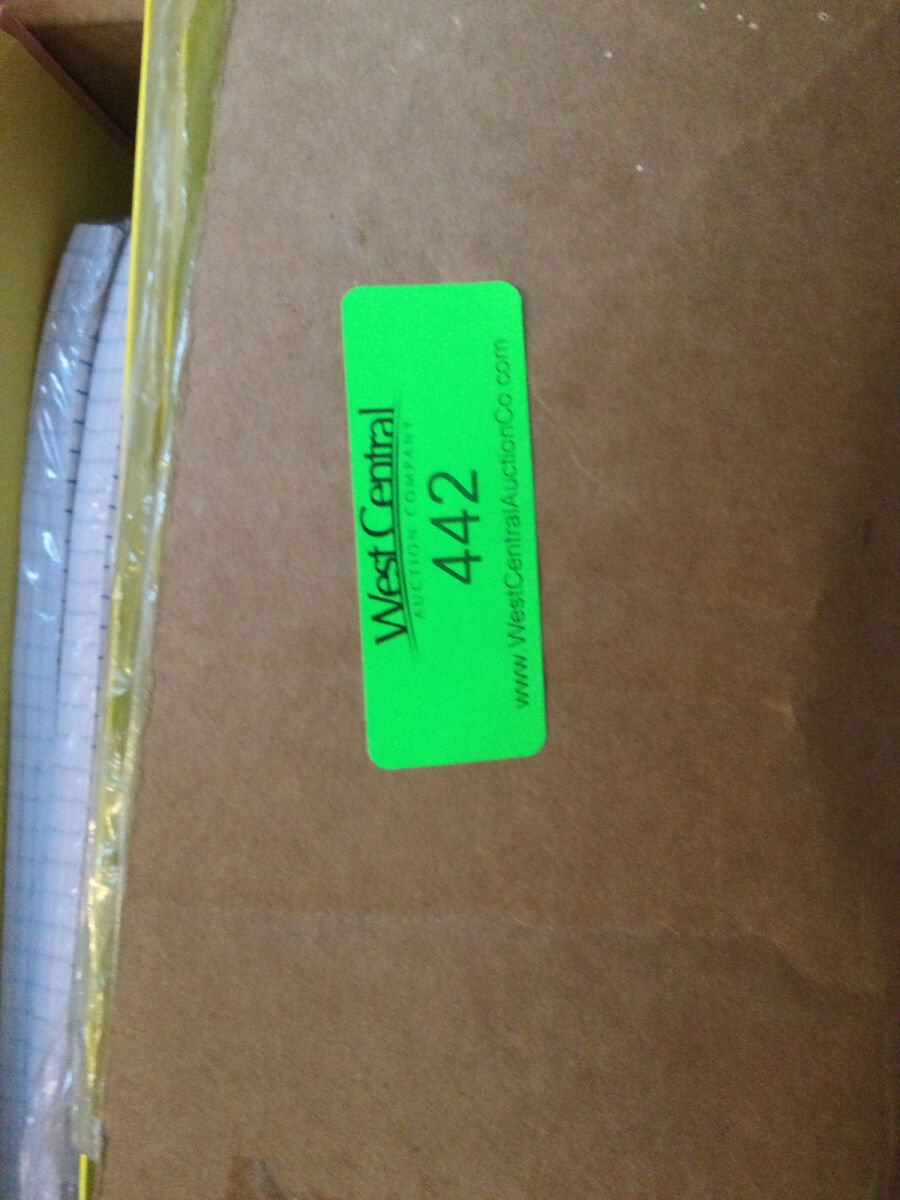 West Central
AUCTION COMPANY
442
www.WestCentralAuctionCo.com